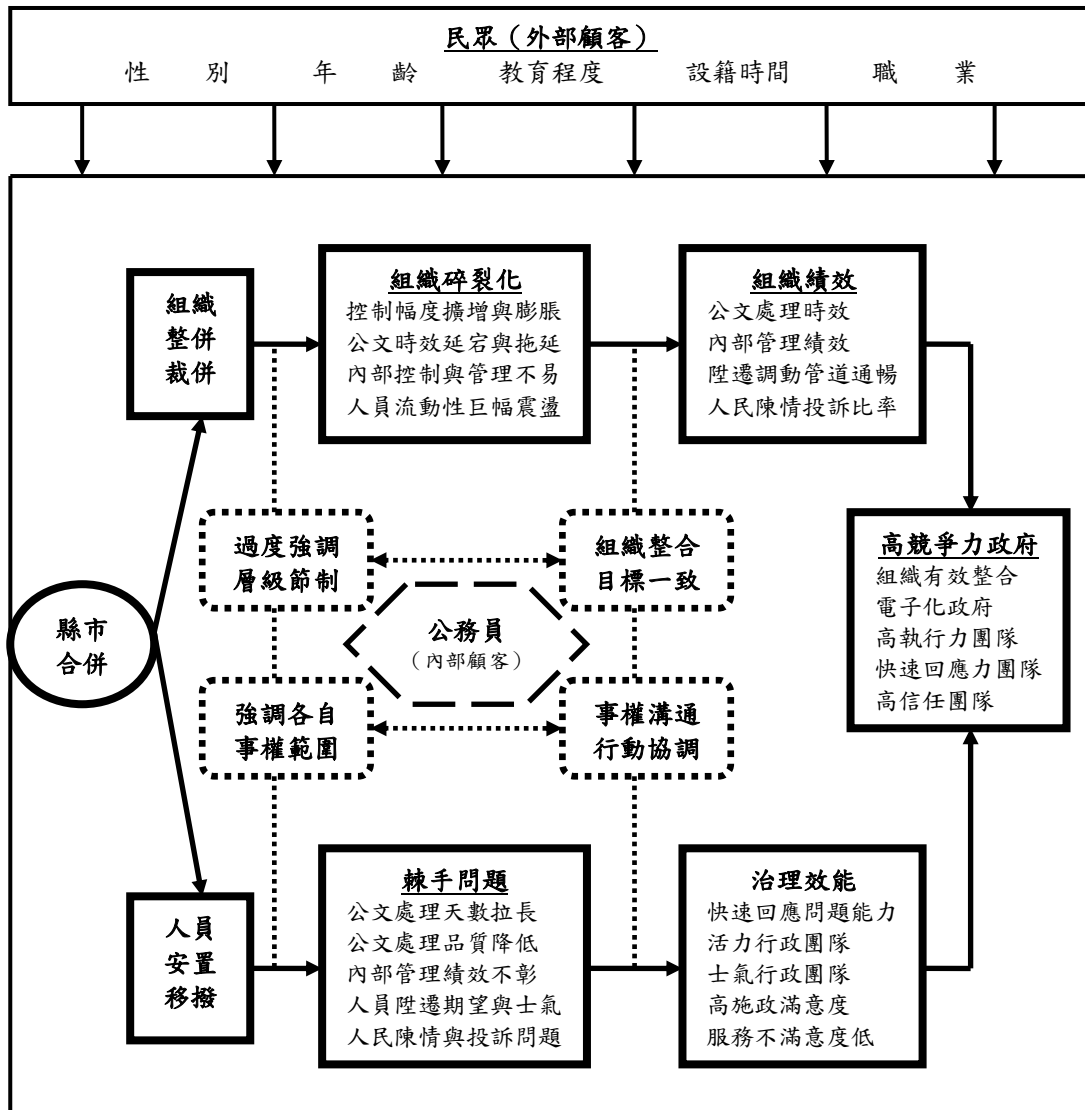 民眾（外部顧客）
性別 年齡 教育程度 設籍時間 職業
組織
整併
裁併
組織碎裂化
控制幅度擴增與膨脹
公文時效延宕與拖延
內部控制與管理不易
人員流動性巨幅震盪
組織績效
公文處理時效
內部管理績效
陞遷調動管道通暢
人民陳情投訴比率
過度強調
層級節制
組織整合
目標一致
高競爭力政府
組織有效整合
電子化政府
高執行力團隊
快速回應力團隊
高信任團隊
縣市
合併
公務員
（內部顧客）
強調各自
事權範圍
事權溝通
行動協調
人員
安置
移撥
棘手問題
公文處理天數拉長
公文處理品質降低
內部管理績效不彰
人員陞遷期望與士氣
人民陳情與投訴問題
治理效能
快速回應問題能力
活力行政團隊
士氣行政團隊
高施政滿意度
服務不滿意度低